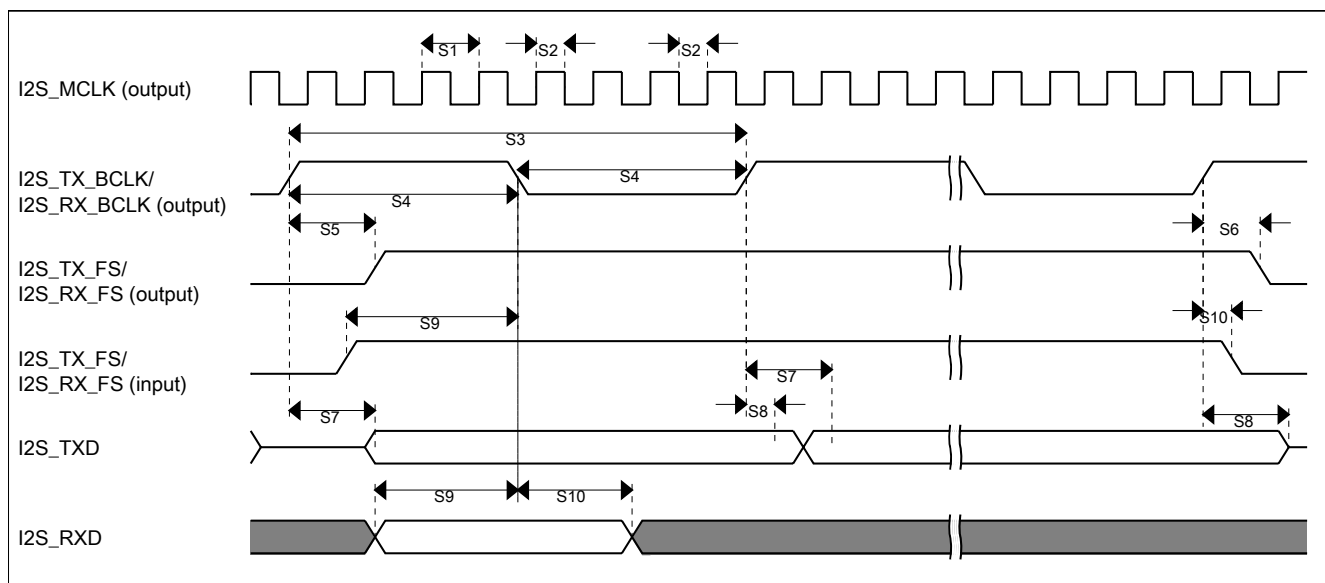 S1 S2 S2
I2S_MCLK (output)
S3
I2S_TX_BCLK/
I2S_RX_BCLK (output)
S4
S4
S5
S6
I2S_TX_FS/
I2S_RX_FS (output)
S9
S10
I2S_TX_FS/
I2S_RX_FS (input)
S7
S7
S8
S8
I2S_TXD
S9 S10
I2S_RXD